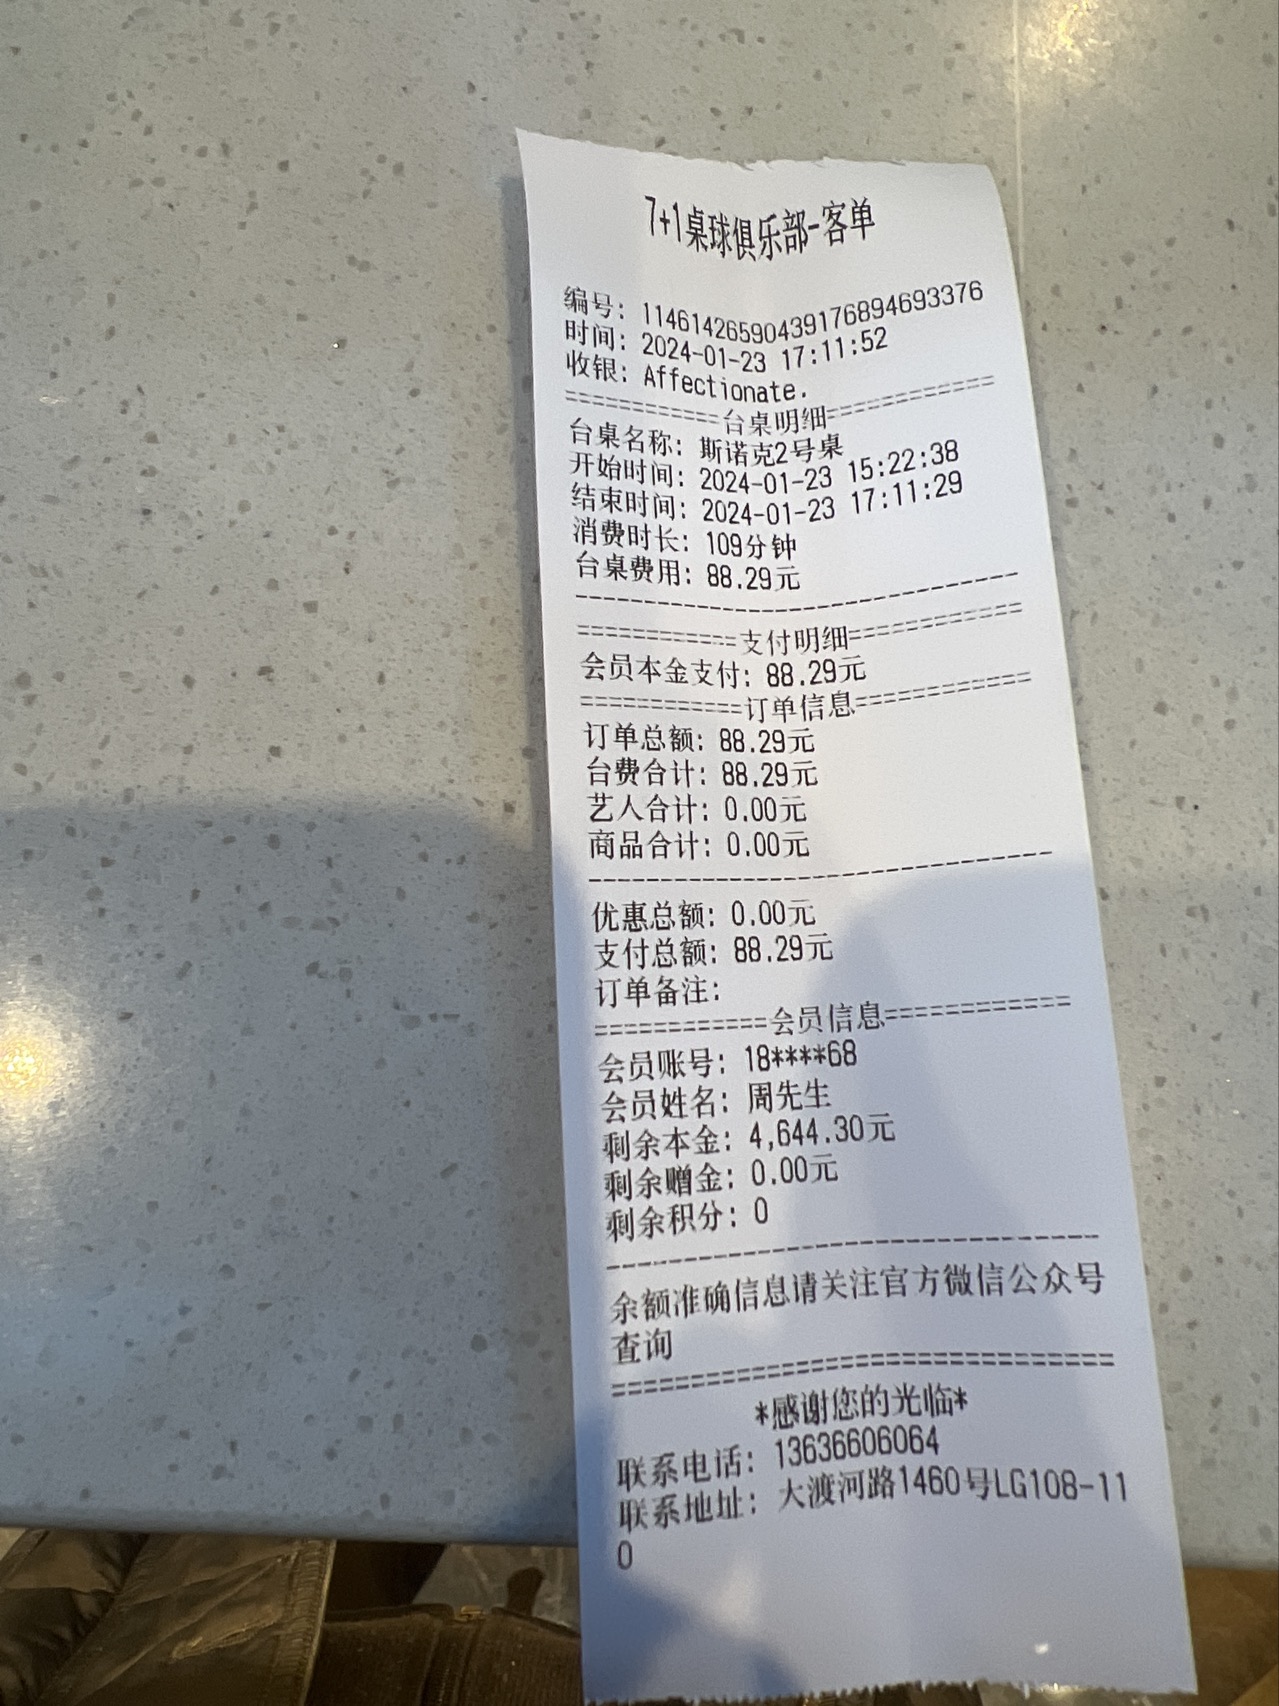 7+1桌球俱乐部-客单
编号: 11461426590439176894693376
时间: 2024-01-23 17:11:52
收银: Affectionate.
============台桌明细============
台桌名称: 斯诺克2号桌
开始时间: 2024-01-23 15:22:38
结束时间: 2024-01-23 17:11:29
消费时长: 109分钟
台桌费用: 88.29元
--------------------------------
============支付明细============
会员本金支付: 88.29元
============订单信息============
订单总额: 88.29元
台费合计: 88.29元
艺人合计: 0.00元
商品合计: 0.00元
--------------------------------
优惠总额: 0.00元
支付总额: 88.29元
订单备注:
============会员信息============
会员账号: 18****68
会员姓名: 周先生
剩余本金: 4,644.30元
剩余赠金: 0.00元
剩余积分: 0
--------------------------------
余额准确信息请关注官方微信公众号
查询
================================
*感谢您的光临*
联系电话: 13636606064
联系地址: 大渡河路1460号LG108-11
0